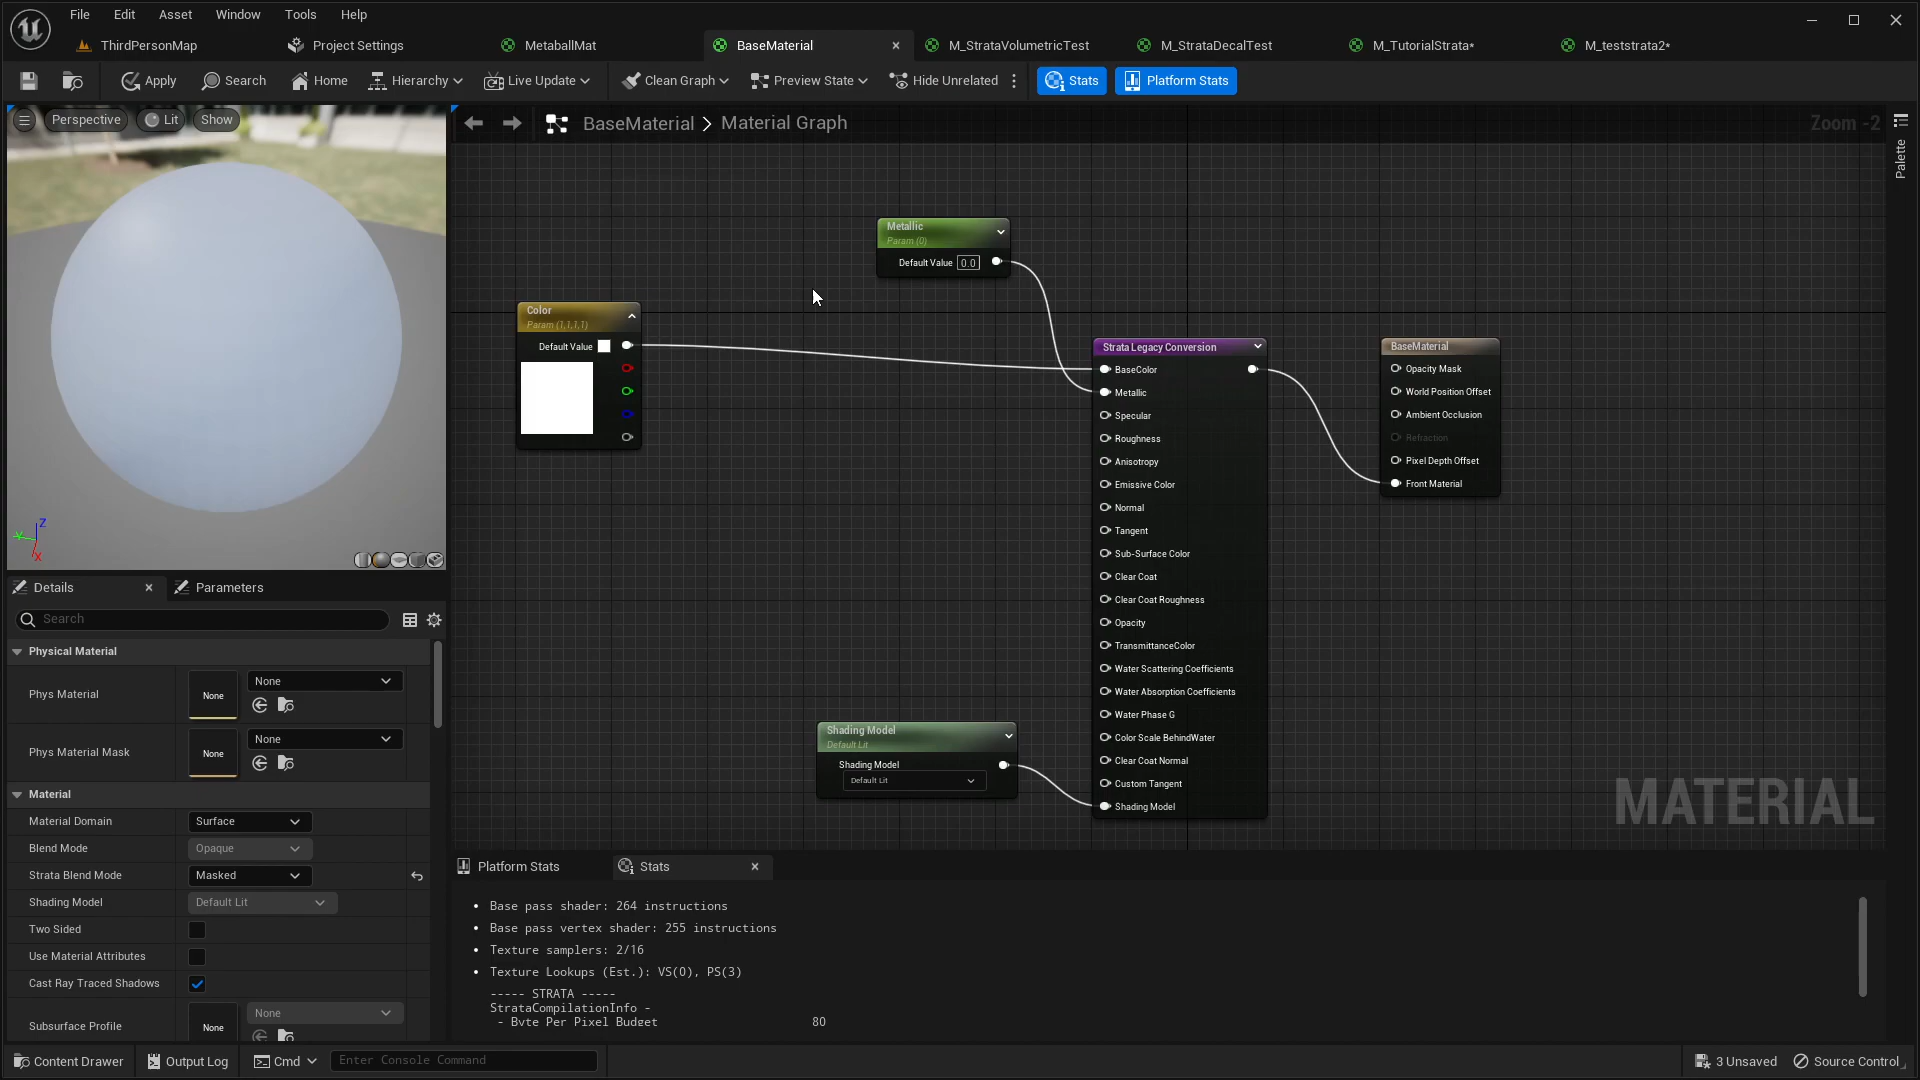 File Edit Asset Window Tools Help
ThirdPersonMap Project Settings MetaballMat BaseMaterial M_StrataVolumetricTest M_StrataDecalTest M_TutorialStrata* M_teststrata2*
Apply Search Home Hierarchy Live Update Clean Graph Preview State Hide Unrelated Stats Platform Stats
Perspective Lit Show
BaseMaterial > Material Graph
Zoom -2
Palette
Metallic
Param (0)
Default Value 0.0
Color
Param (1,1,1,1)
Default Value
Strata Legacy Conversion
BaseColor
Metallic
Specular
Roughness
Anisotropy
Emissive Color
Normal
Tangent
Sub-Surface Color
Clear Coat
Clear Coat Roughness
Opacity
TransmittanceColor
Water Scattering Coefficients
Water Absorption Coefficients
Water Phase G
Color Scale BehindWater
Clear Coat Normal
Custom Tangent
Shading Model
BaseMaterial
Opacity Mask
World Position Offset
Ambient Occlusion
Refraction
Pixel Depth Offset
Front Material
Shading Model
Default Lit
Shading Model
Default Lit
MATERIAL
Z
Y
X
Details Parameters
Search
Physical Material
Phys Material None None
Phys Material Mask None None
Material
Material Domain Surface
Blend Mode Opaque
Strata Blend Mode Masked
Shading Model Default Lit
Two Sided
Use Material Attributes
Cast Ray Traced Shadows
Subsurface Profile None None
Platform Stats Stats
• Base pass shader: 264 instructions
• Base pass vertex shader: 255 instructions
• Texture samplers: 2/16
• Texture Lookups (Est.): VS(0), PS(3)
----- STRATA -----
StrataCompilationInfo -
- Byte Per Pixel Budget 80
Content Drawer Output Log Cmd Enter Console Command 3 Unsaved Source Control